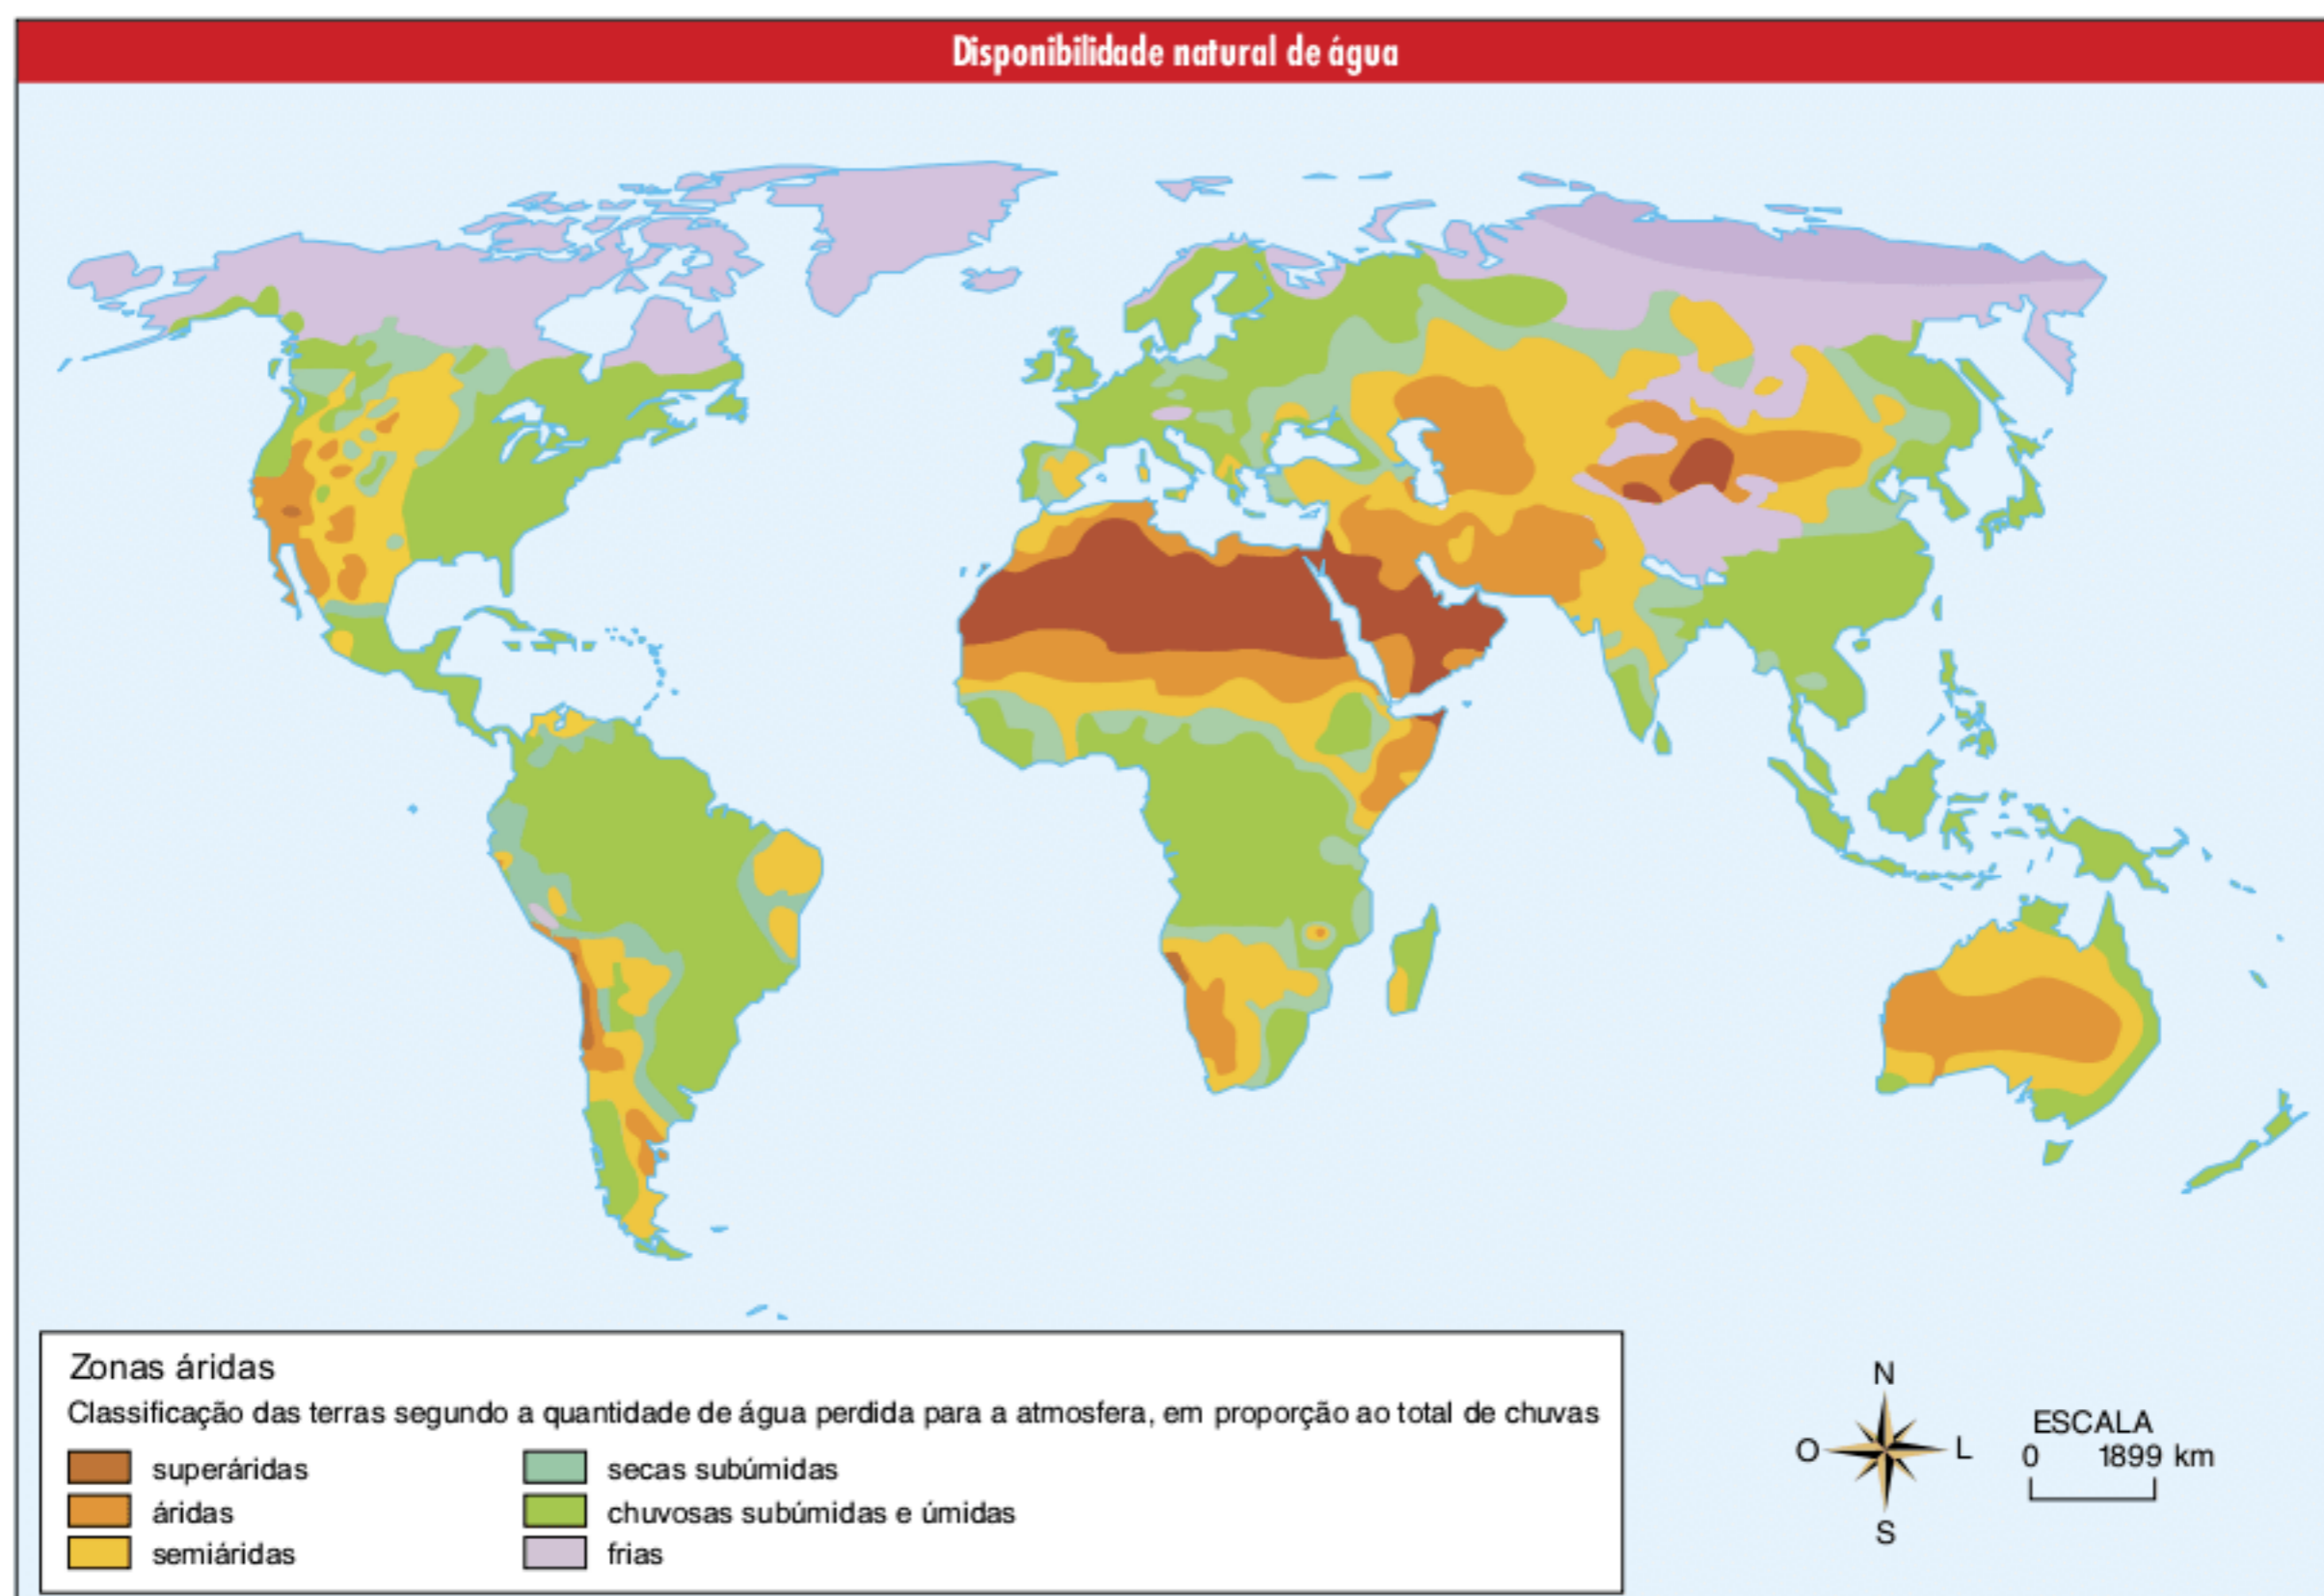 Disponibilidade natural de água
Zonas áridas
Classificação das terras segundo a quantidade de água perdida para a atmosfera, em proporção ao total de chuvas
superáridas
áridas
semiáridas
secas subúmidas
chuvosas subúmidas e úmidas
frias
N
O
L
S
ESCALA
0 1899 km